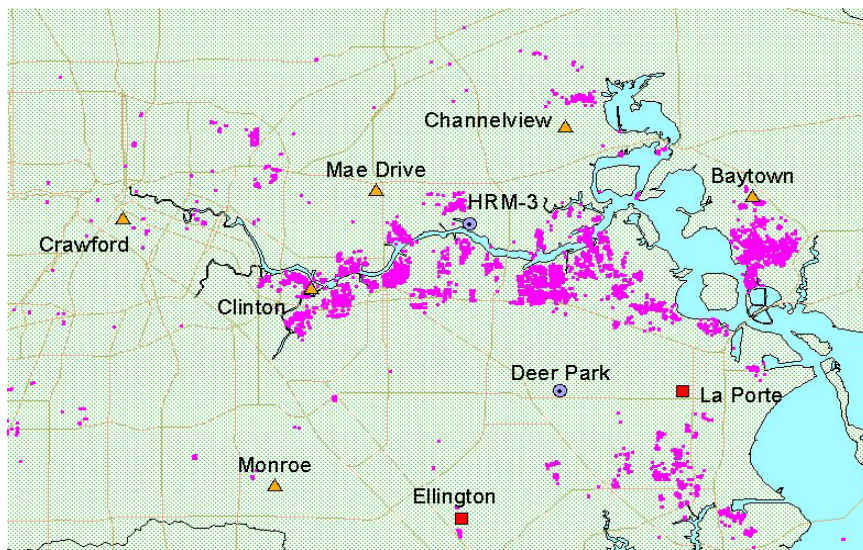 Channelview
Mae Drive
Baytown
HRM-3
Crawford
Clinton
Deer Park
La Porte
Monroe
Ellington